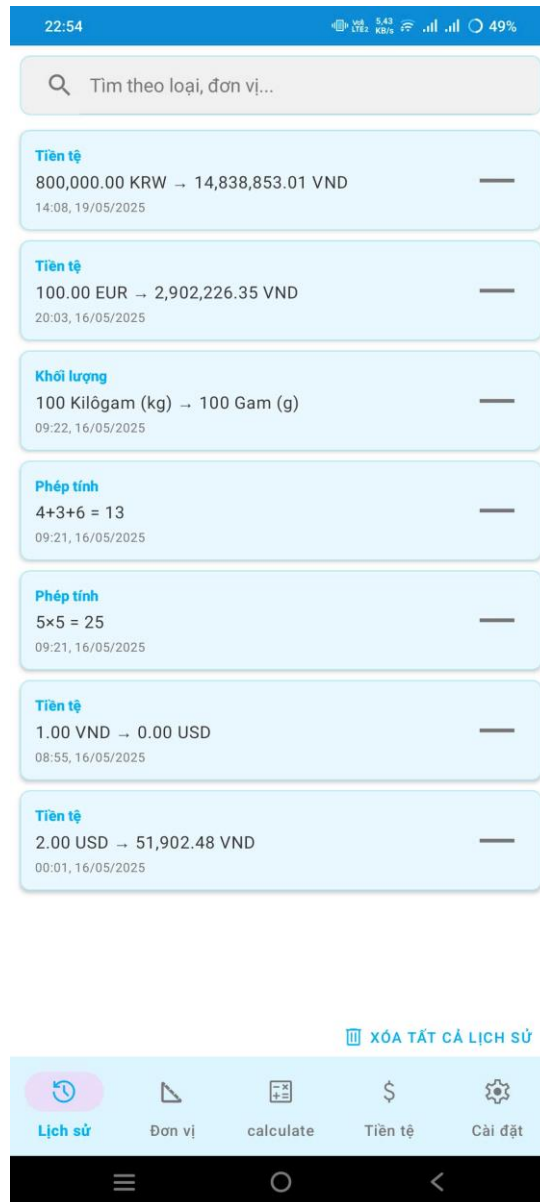 22:54
Vo) LTE2 5,43 KB/s 49%
Tìm theo loại, đơn vị...
Tiền tệ
800,000.00 KRW → 14,838,853.01 VND
14:08, 19/05/2025
Tiền tệ
100.00 EUR → 2,902,226.35 VND
20:03, 16/05/2025
Khối lượng
100 Kilôgam (kg) → 100 Gam (g)
09:22, 16/05/2025
Phép tính
4+3+6 = 13
09:21, 16/05/2025
Phép tính
5×5 = 25
09:21, 16/05/2025
Tiền tệ
1.00 VND → 0.00 USD
08:55, 16/05/2025
Tiền tệ
2.00 USD → 51,902.48 VND
00:01, 16/05/2025
XÓA TẤT CẢ LỊCH SỬ
Lịch sử Đơn vị calculate Tiền tệ Cài đặt